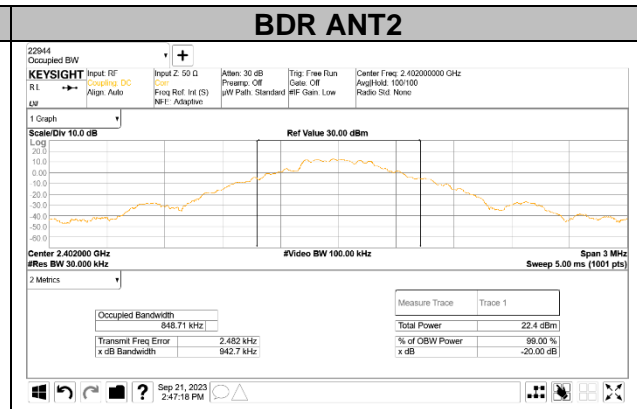 BDR ANT2
22944
Occupied BW
KEYSIGHT Input: RF Input Z: 50 Ω Atten: 30 dB Trig: Free Run Center Freq: 2.402000000 GHz
R L Coupling: DC Corr Preamp: Off Gate: Off Avg|Hold: 100/100
Align: Auto Freq Ref: Int (S) µW Path: Standard #IF Gain: Low Radio Std: None
NFE: Adaptive
1 Graph
Scale/Div 10.0 dB Ref Value 30.00 dBm
Log
20.0
10.0
0.00
-10.0
-20.0
-30.0
-40.0
-50.0
-60.0
Center 2.402000 GHz #Video BW 100.00 kHz Span 3 MHz
#Res BW 30.000 kHz Sweep 5.00 ms (1001 pts)
2 Metrics
Measure Trace Trace 1
Occupied Bandwidth
848.71 kHz Total Power 22.4 dBm
Transmit Freq Error 2.482 kHz % of OBW Power 99.00 %
x dB Bandwidth 942.7 kHz x dB -20.00 dB
? Sep 21, 2023
2:47:18 PM